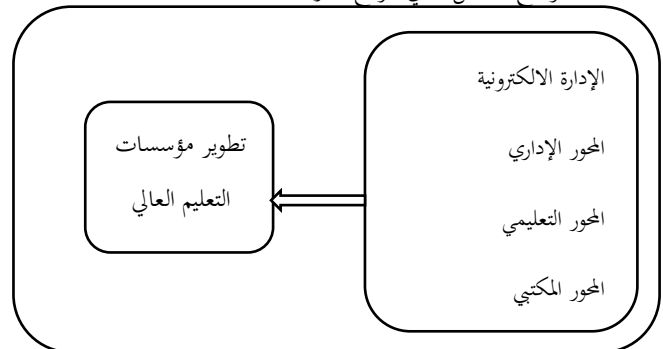 الإدارة الالكترونية
المحور الإداري
المحور التعليمي
المحور المكتبي
تطوير مؤسسات
التعليم العالي